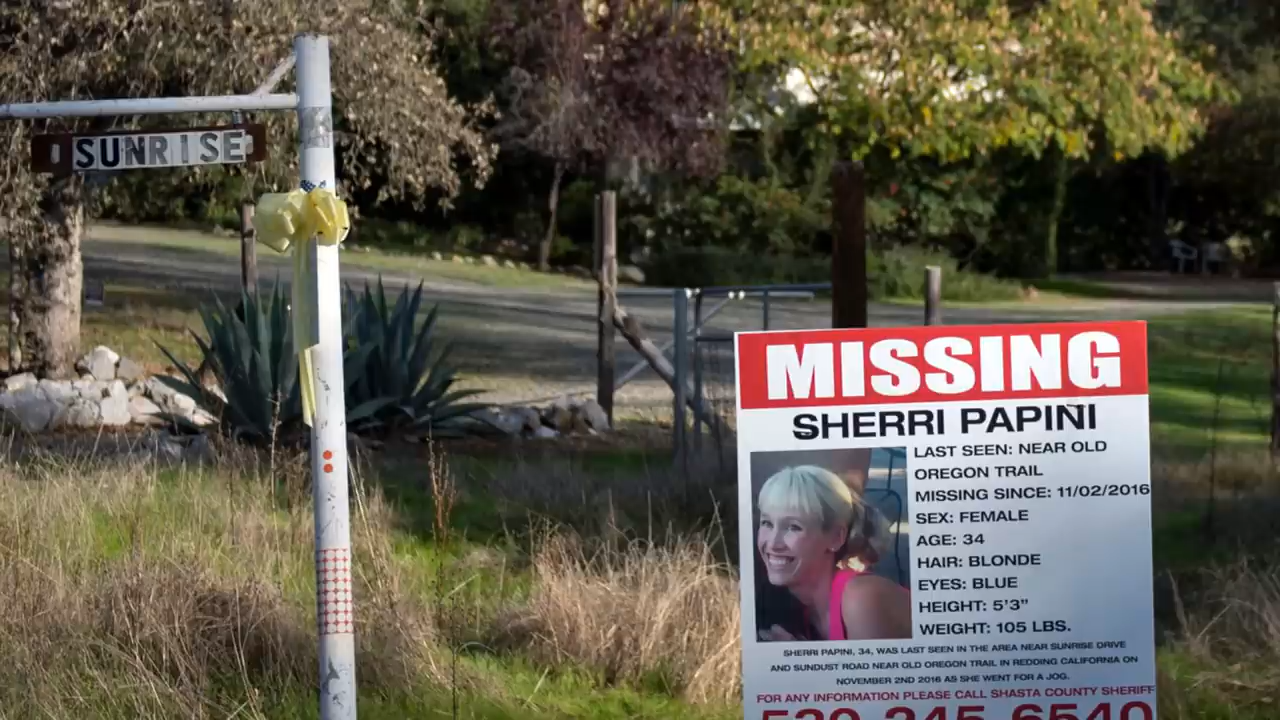 SUNRISE
MISSING
SHERRI PAPINI
LAST SEEN: NEAR OLD
OREGON TRAIL
MISSING SINCE: 11/02/2016
SEX: FEMALE
AGE: 34
HAIR: BLONDE
EYES: BLUE
HEIGHT: 5'3"
WEIGHT: 105 LBS.
SHERRI PAPINI, 34, WAS LAST SEEN IN THE AREA NEAR SUNRISE DRIVE
AND SUNDUST ROAD NEAR OLD OREGON TRAIL IN REDDING CALIFORNIA ON
NOVEMBER 2ND 2016 AS SHE WENT FOR A JOG.
FOR ANY INFORMATION PLEASE CALL SHASTA COUNTY SHERIFF
530-245-6540